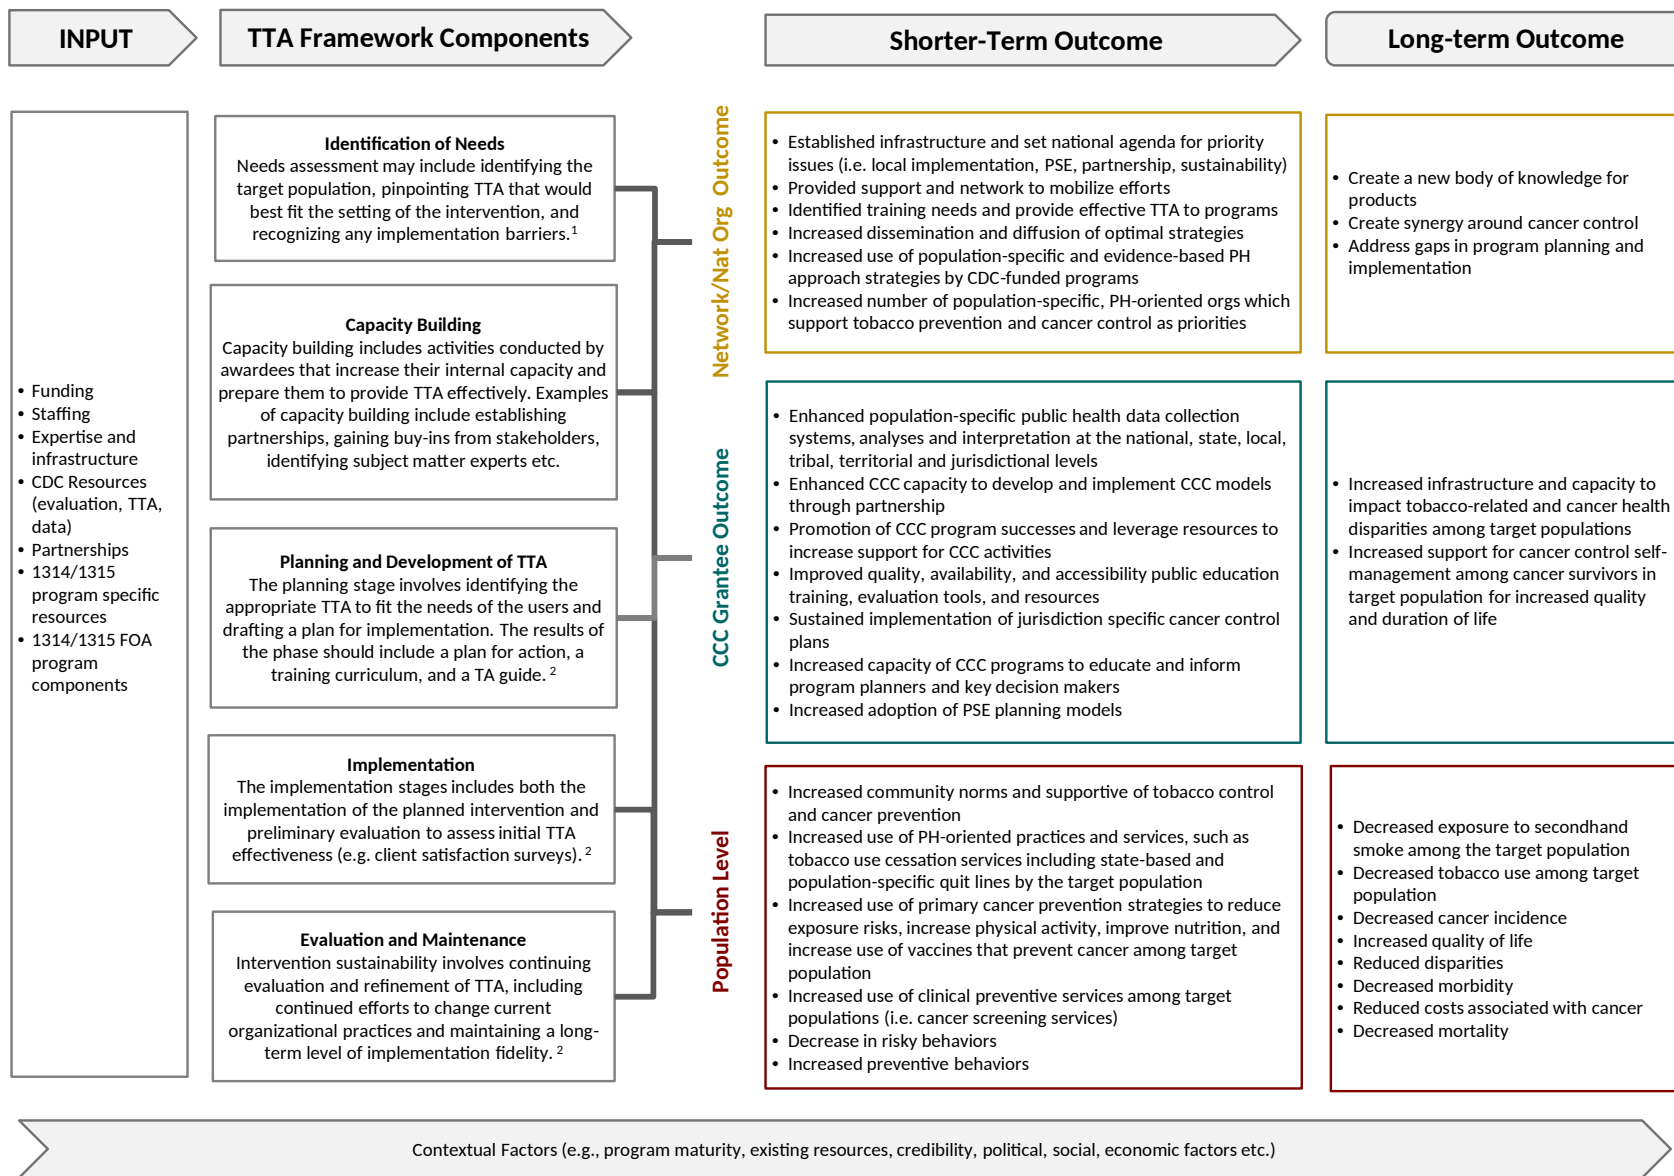 INPUT
TTA Framework Components
Shorter-Term Outcome
Long-term Outcome
• Funding
• Staffing
• Expertise and
infrastructure
• CDC Resources
(evaluation, TTA,
data)
• Partnerships
• 1314/1315
program specific
resources
• 1314/1315 FOA
program
components
Identification of Needs
Needs assessment may include identifying the
target population, pinpointing TTA that would
best fit the setting of the intervention, and
recognizing any implementation barriers.1
Capacity Building
Capacity building includes activities conducted by
awardees that increase their internal capacity and
prepare them to provide TTA effectively. Examples
of capacity building include establishing
partnerships, gaining buy-ins from stakeholders,
identifying subject matter experts etc.
Planning and Development of TTA
The planning stage involves identifying the
appropriate TTA to fit the needs of the users and
drafting a plan for implementation. The results of
the phase should include a plan for action, a
training curriculum, and a TA guide. 2
Implementation
The implementation stages includes both the
implementation of the planned intervention and
preliminary evaluation to assess initial TTA
effectiveness (e.g. client satisfaction surveys). 2
Evaluation and Maintenance
Intervention sustainability involves continuing
evaluation and refinement of TTA, including
continued efforts to change current
organizational practices and maintaining a long-
term level of implementation fidelity. 2
Network/Nat Org Outcome
• Established infrastructure and set national agenda for priority
issues (i.e. local implementation, PSE, partnership, sustainability)
• Provided support and network to mobilize efforts
• Identified training needs and provide effective TTA to programs
• Increased dissemination and diffusion of optimal strategies
• Increased use of population-specific and evidence-based PH
approach strategies by CDC-funded programs
• Increased number of population-specific, PH-oriented orgs which
support tobacco prevention and cancer control as priorities
• Create a new body of knowledge for
products
• Create synergy around cancer control
• Address gaps in program planning and
implementation
CCC Grantee Outcome
• Enhanced population-specific public health data collection
systems, analyses and interpretation at the national, state, local,
tribal, territorial and jurisdictional levels
• Enhanced CCC capacity to develop and implement CCC models
through partnership
• Promotion of CCC program successes and leverage resources to
increase support for CCC activities
• Improved quality, availability, and accessibility public education
training, evaluation tools, and resources
• Sustained implementation of jurisdiction specific cancer control
plans
• Increased capacity of CCC programs to educate and inform
program planners and key decision makers
• Increased adoption of PSE planning models
• Increased infrastructure and capacity to
impact tobacco-related and cancer health
disparities among target populations
• Increased support for cancer control self-
management among cancer survivors in
target population for increased quality
and duration of life
Population Level
• Increased community norms and supportive of tobacco control
and cancer prevention
• Increased use of PH-oriented practices and services, such as
tobacco use cessation services including state-based and
population-specific quit lines by the target population
• Increased use of primary cancer prevention strategies to reduce
exposure risks, increase physical activity, improve nutrition, and
increase use of vaccines that prevent cancer among target
population
• Increased use of clinical preventive services among target
populations (i.e. cancer screening services)
• Decrease in risky behaviors
• Increased preventive behaviors
• Decreased exposure to secondhand
smoke among the target population
• Decreased tobacco use among target
population
• Decreased cancer incidence
• Increased quality of life
• Reduced disparities
• Decreased morbidity
• Reduced costs associated with cancer
• Decreased mortality
Contextual Factors (e.g., program maturity, existing resources, credibility, political, social, economic factors etc.)